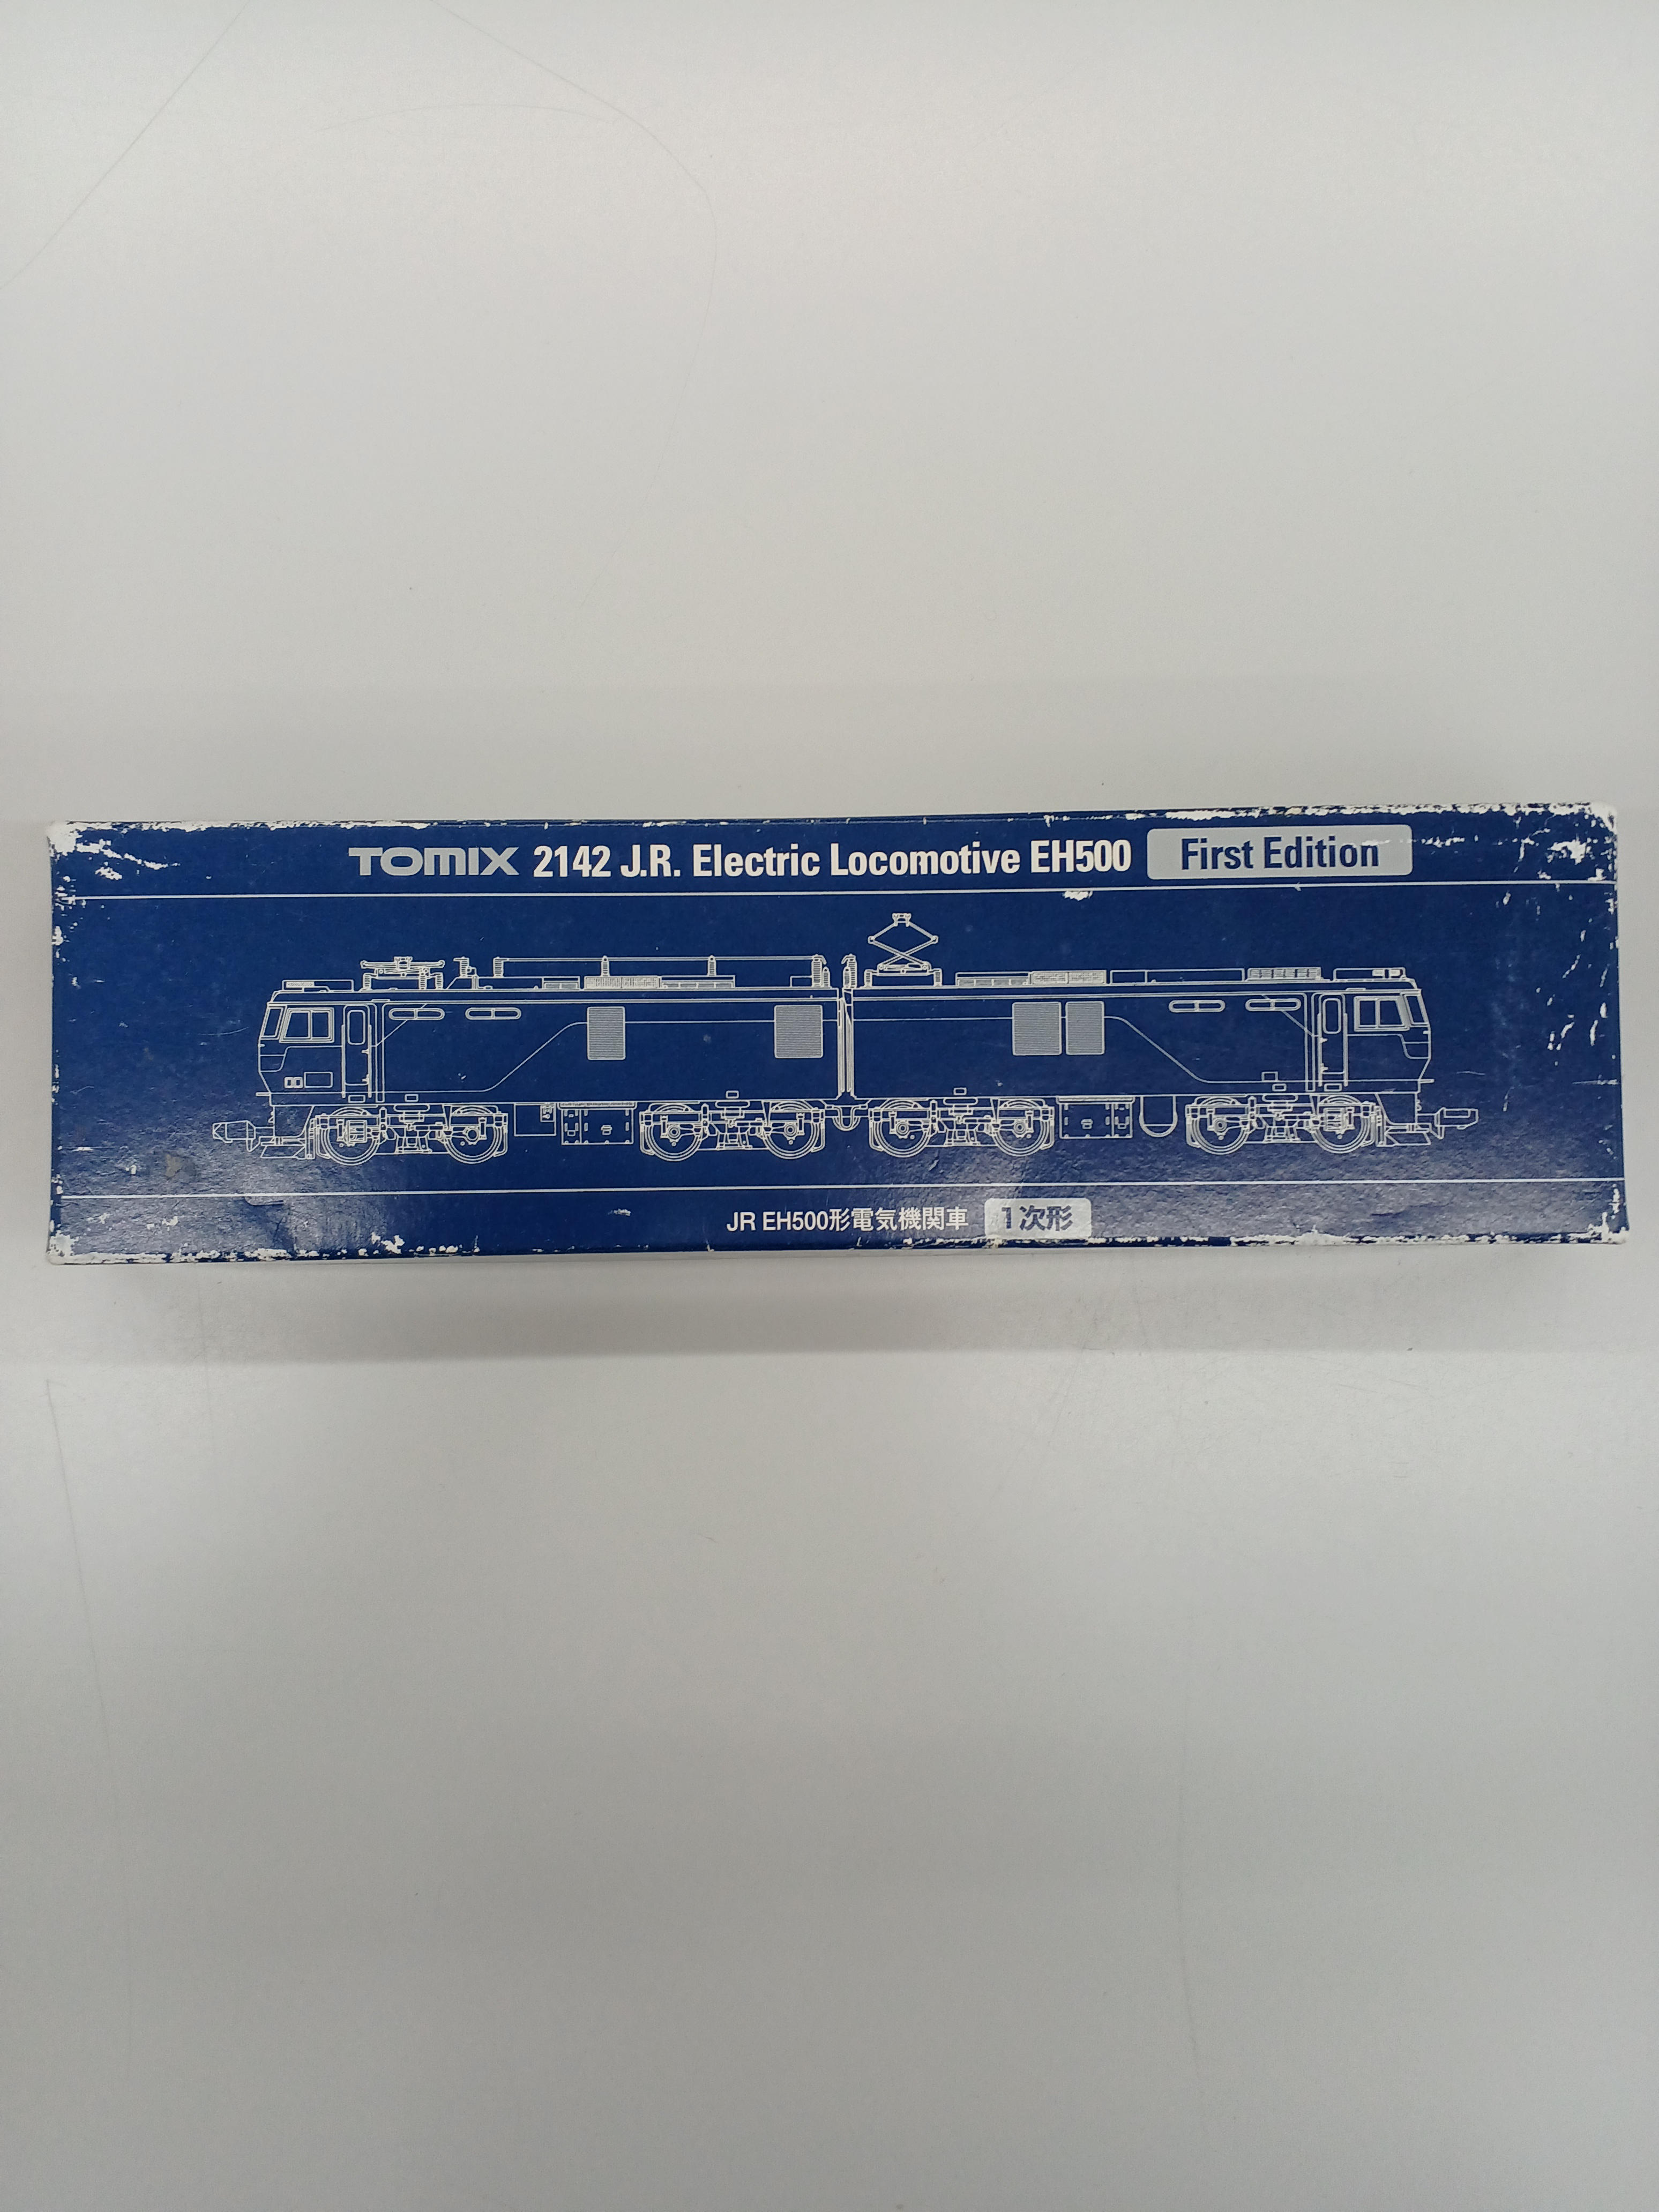 TOMIX 2142 J.R. Electric Locomotive EH500 First Edition
JR EH500形電気機関車 1次形